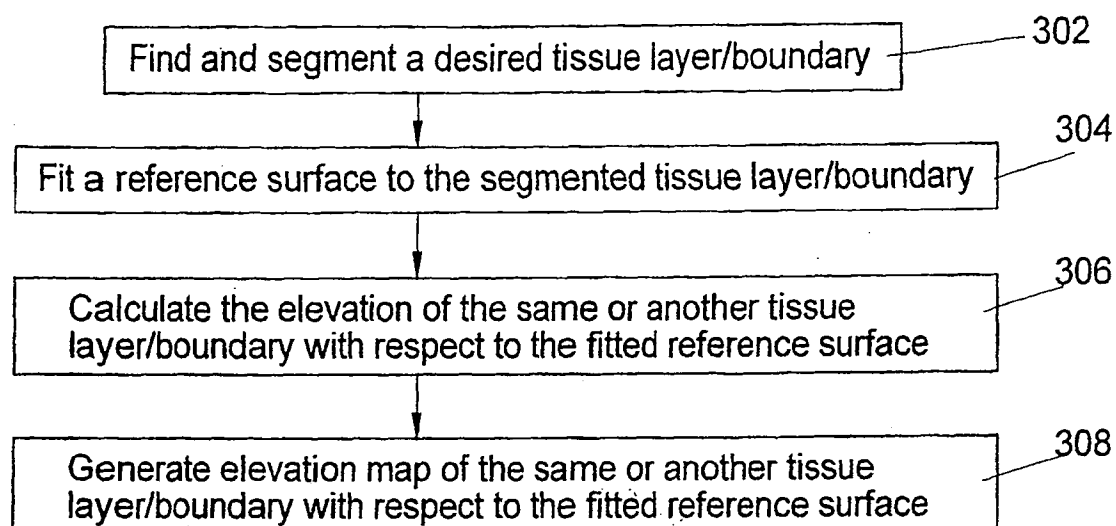 Find and segment a desired tissue layer/boundary
302
Fit a reference surface to the segmented tissue layer/boundary
304
Calculate the elevation of the same or another tissue
layer/boundary with respect to the fitted reference surface
306
Generate elevation map of the same or another tissue
layer/boundary with respect to the fitted reference surface
308